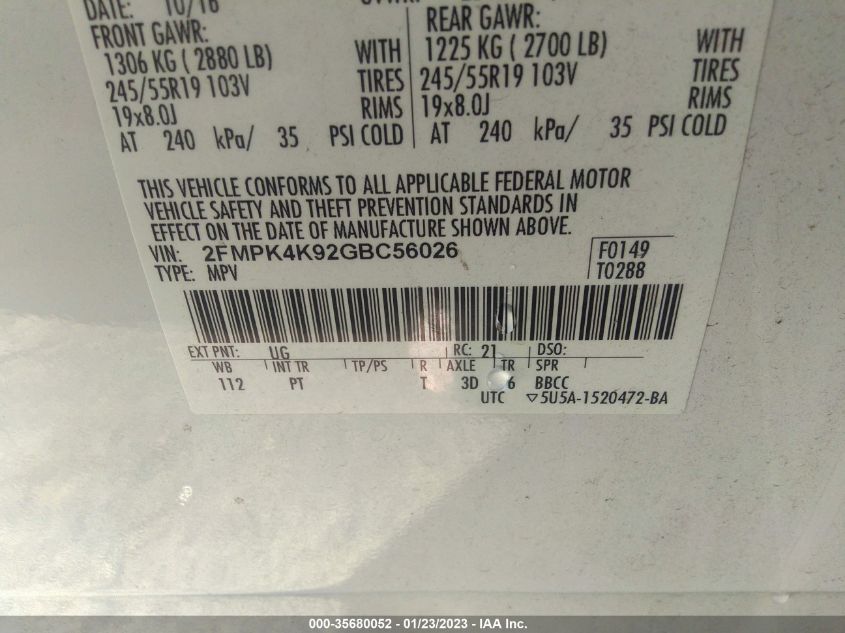 DATE: 10/16
FRONT GAWR:
1306 KG ( 2880 LB) WITH
245/55R19 103V TIRES
19x8.0J RIMS
AT 240 kPa/ 35 PSI COLD
REAR GAWR:
1225 KG ( 2700 LB) WITH
245/55R19 103V TIRES
19x8.0J RIMS
AT 240 kPa/ 35 PSI COLD
THIS VEHICLE CONFORMS TO ALL APPLICABLE FEDERAL MOTOR
VEHICLE SAFETY AND THEFT PREVENTION STANDARDS IN
EFFECT ON THE DATE OF MANUFACTURE SHOWN ABOVE.
VIN: 2FMPK4K92GBC56026 F0149
TYPE: MPV T0288
EXT PNT: UG RC: 21 DSO:
WB INT TR TP/PS R AXLE TR SPR
112 PT T 3D 6 BBCC
UTC ▽5U5A-1520472-BA
000-35680052 - 01/23/2023 - IAA Inc.